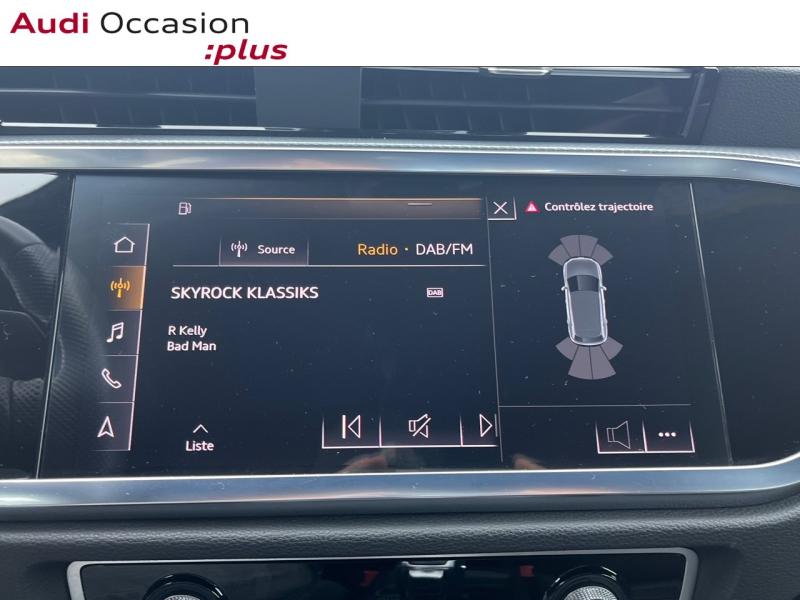 Audi Occasion
:plus
Contrôlez trajectoire
Source
Radio · DAB/FM
SKYROCK KLASSIKS
DAB
R Kelly
Bad Man
Liste